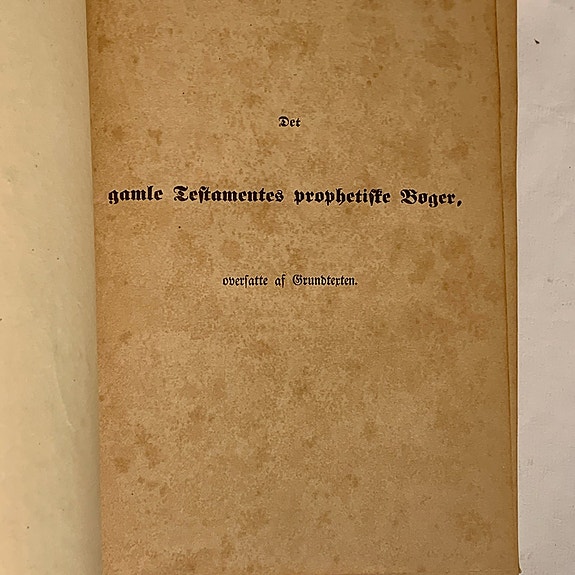 Det
gamle Testamentes prophetiske Bøger,
oversatte af Grundtexten.